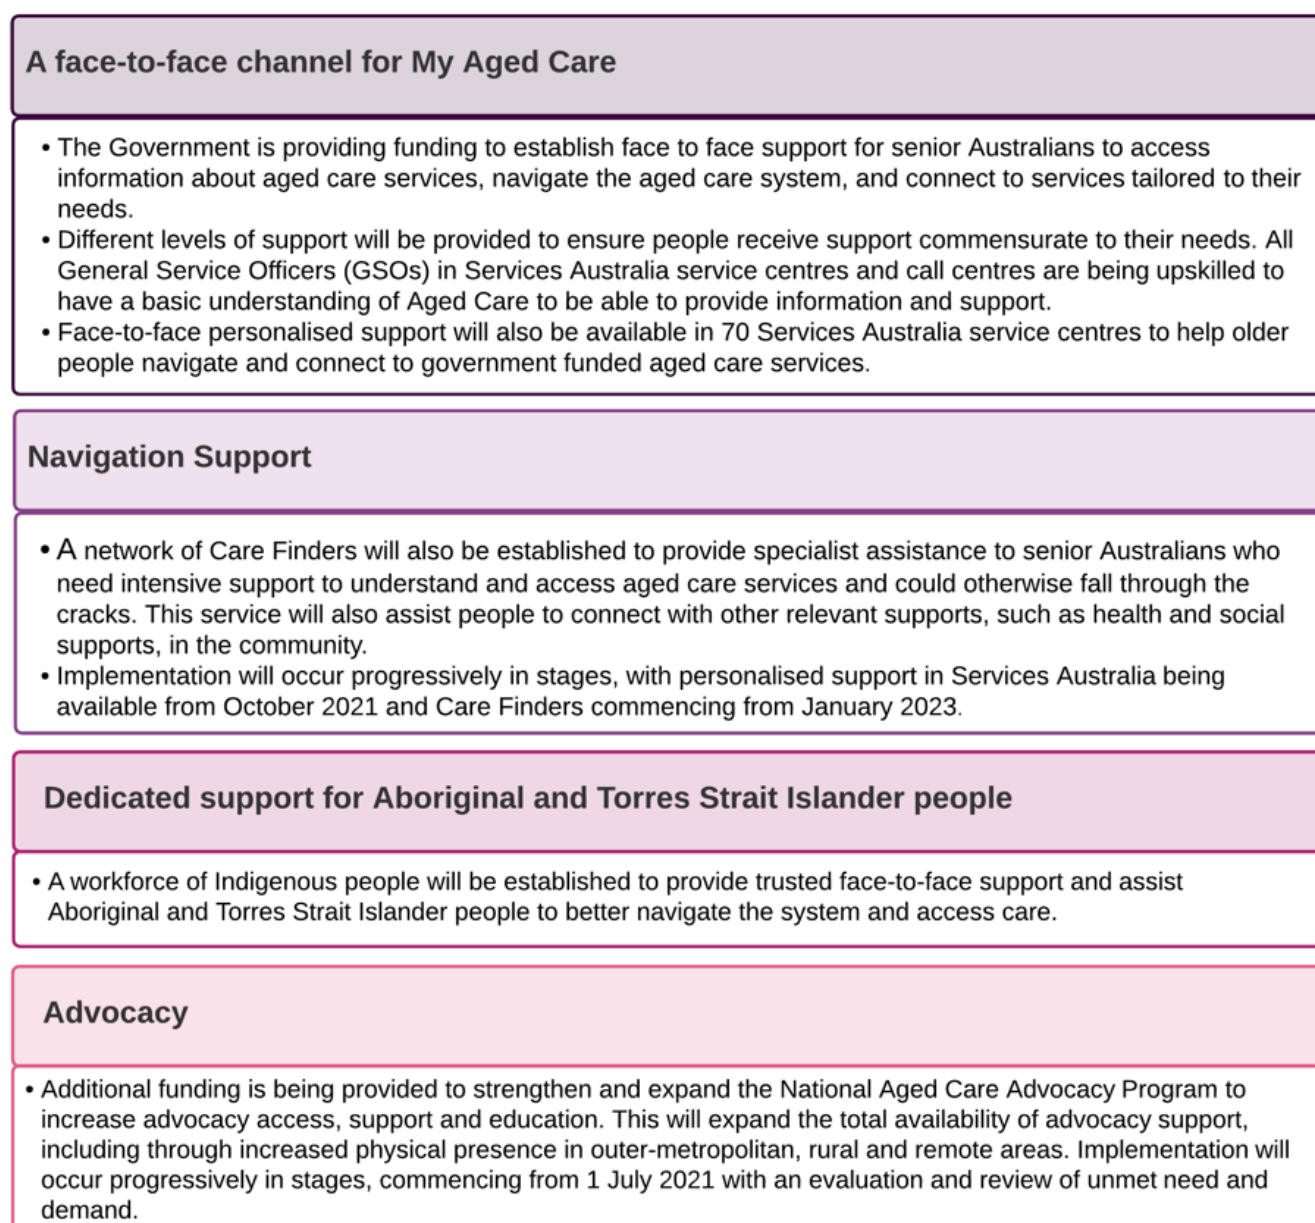 A face-to-face channel for My Aged Care
• The Government is providing funding to establish face to face support for senior Australians to access
information about aged care services, navigate the aged care system, and connect to services tailored to their
needs.
• Different levels of support will be provided to ensure people receive support commensurate to their needs. All
General Service Officers (GSOs) in Services Australia service centres and call centres are being upskilled to
have a basic understanding of Aged Care to be able to provide information and support.
• Face-to-face personalised support will also be available in 70 Services Australia service centres to help older
people navigate and connect to government funded aged care services.
Navigation Support
• A network of Care Finders will also be established to provide specialist assistance to senior Australians who
need intensive support to understand and access aged care services and could otherwise fall through the
cracks. This service will also assist people to connect with other relevant supports, such as health and social
supports, in the community.
• Implementation will occur progressively in stages, with personalised support in Services Australia being
available from October 2021 and Care Finders commencing from January 2023.
Dedicated support for Aboriginal and Torres Strait Islander people
• A workforce of Indigenous people will be established to provide trusted face-to-face support and assist
Aboriginal and Torres Strait Islander people to better navigate the system and access care.
Advocacy
• Additional funding is being provided to strengthen and expand the National Aged Care Advocacy Program to
increase advocacy access, support and education. This will expand the total availability of advocacy support,
including through increased physical presence in outer-metropolitan, rural and remote areas. Implementation will
occur progressively in stages, commencing from 1 July 2021 with an evaluation and review of unmet need and
demand.